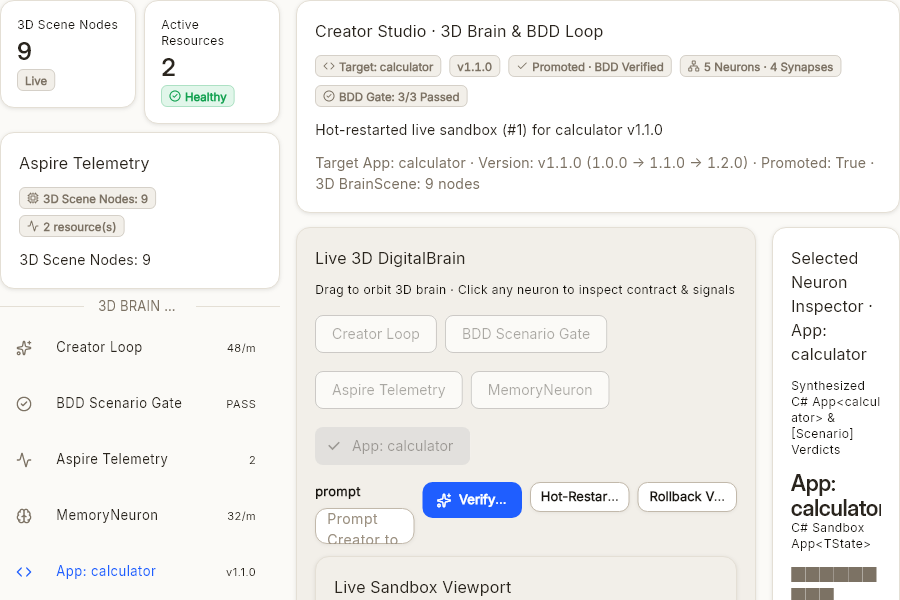 3D Scene Nodes
9
Live
Active
Resources
2
Healthy
Aspire Telemetry
3D Scene Nodes: 9
2 resource(s)
3D Scene Nodes: 9
3D BRAIN ...
Creator Loop 48/m
BDD Scenario Gate PASS
Aspire Telemetry 2
MemoryNeuron 32/m
App: calculator v1.1.0
Creator Studio · 3D Brain & BDD Loop
Target: calculator v1.1.0 Promoted · BDD Verified 5 Neurons · 4 Synapses
BDD Gate: 3/3 Passed
Hot-restarted live sandbox (#1) for calculator v1.1.0
Target App: calculator · Version: v1.1.0 (1.0.0 → 1.1.0 → 1.2.0) · Promoted: True ·
3D BrainScene: 9 nodes
Live 3D DigitalBrain
Drag to orbit 3D brain · Click any neuron to inspect contract & signals
Creator Loop BDD Scenario Gate
Aspire Telemetry MemoryNeuron
App: calculator
prompt
Prompt
Creator to
Verify... Hot-Restar... Rollback V...
Live Sandbox Viewport
Selected
Neuron
Inspector ·
App:
calculator
Synthesized
C# App<calcul
ator> &
[Scenario]
Verdicts
App:
calculator
C# Sandbox
App<TState>